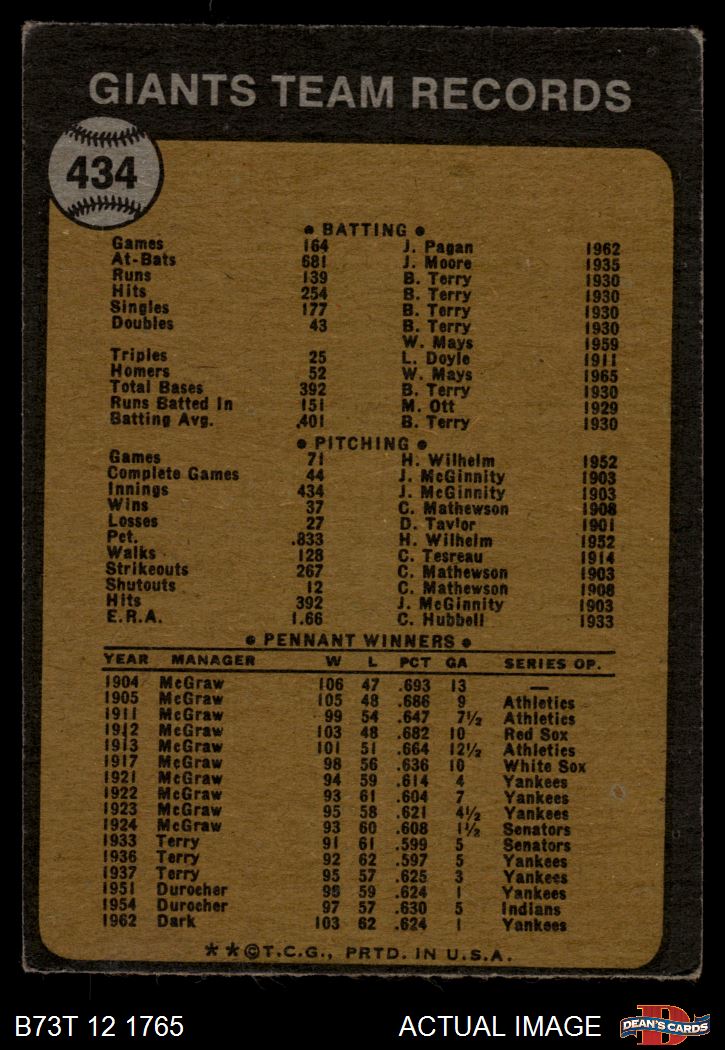 GIANTS TEAM RECORDS
434
• BATTING •
Games 164 J. Pagan 1962
At-Bats 681 J. Moore 1935
Runs 139 B. Terry 1930
Hits 254 B. Terry 1930
Singles 177 B. Terry 1930
Doubles 43 B. Terry 1930
W. Mays 1959
Triples 25 L. Doyle 1911
Homers 52 W. Mays 1965
Total Bases 392 B. Terry 1930
Runs Batted In 151 M. Ott 1929
Batting Avg. .401 B. Terry 1930
• PITCHING •
Games 71 H. Wilhelm 1952
Complete Games 44 J. McGinnity 1903
Innings 434 J. McGinnity 1903
Wins 37 C. Mathewson 1908
Losses 27 D. Taylor 1901
Pct. .833 H. Wilhelm 1952
Walks 128 C. Tesreau 1914
Strikeouts 267 C. Mathewson 1903
Shutouts 12 C. Mathewson 1908
Hits 392 J. McGinnity 1903
E.R.A. 1.66 C. Hubbell 1933
• PENNANT WINNERS •
YEAR MANAGER W L PCT GA SERIES OP.
1904 McGraw 106 47 .693 13 —
1905 McGraw 105 48 .686 9 Athletics
1911 McGraw 99 54 .647 7½ Athletics
1912 McGraw 103 48 .682 10 Red Sox
1913 McGraw 101 51 .664 12½ Athletics
1917 McGraw 98 56 .636 10 White Sox
1921 McGraw 94 59 .614 4 Yankees
1922 McGraw 93 61 .604 7 Yankees
1923 McGraw 95 58 .621 4½ Yankees
1924 McGraw 93 60 .608 1½ Senators
1933 Terry 91 61 .599 5 Senators
1936 Terry 92 62 .597 5 Yankees
1937 Terry 95 57 .625 3 Yankees
1951 Durocher 98 59 .624 1 Yankees
1954 Durocher 97 57 .630 5 Indians
1962 Dark 103 62 .624 1 Yankees
**©T.C.G., PRTD. IN U.S.A.
B73T 12 1765 ACTUAL IMAGE D DEAN'S CARDS